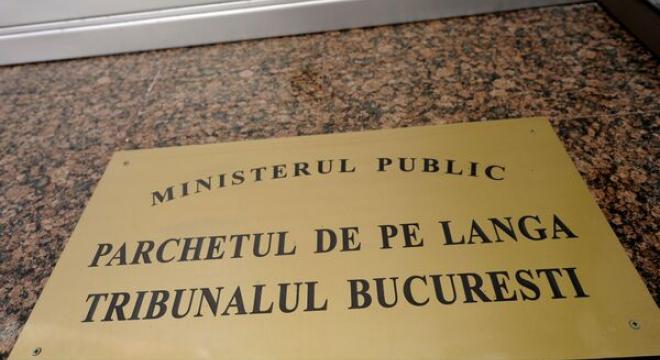 MINISTERUL PUBLIC
PARCHETUL DE PE LANGA
TRIBUNALUL BUCURESTI